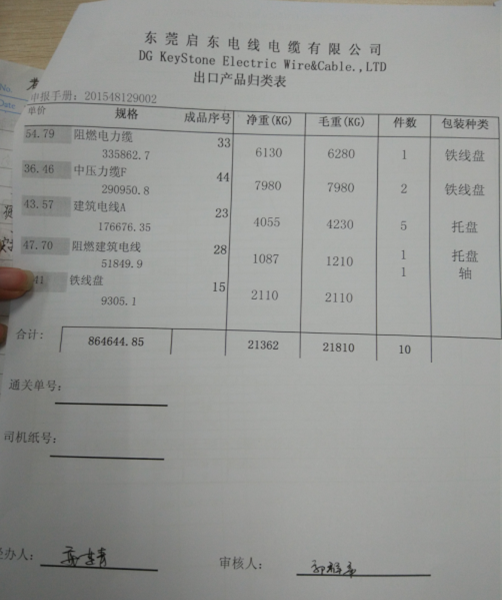 东莞启东电线电缆有限公司
DG KeyStone Electric Wire&Cable.,LTD
出口产品归类表
申报手册:201548129002
单价 规格 成品序号 净重(KG) 毛重(KG) 件数 包装种类
54.79 阻燃电力缆 33 6130 6280 1 铁线盘
335862.7
36.46 中压力缆F 44 7980 7980 2 铁线盘
290950.8
43.57 建筑电线A 23 4055 4230 5 托盘
176676.35
47.70 阻燃建筑电线 28 1087 1210 1 托盘
51849.9 1 轴
41 铁线盘 15 2110 2110
9305.1
合计: 864644.85 21362 21810 10
通关单号:
司机纸号:
经办人: 审核人: